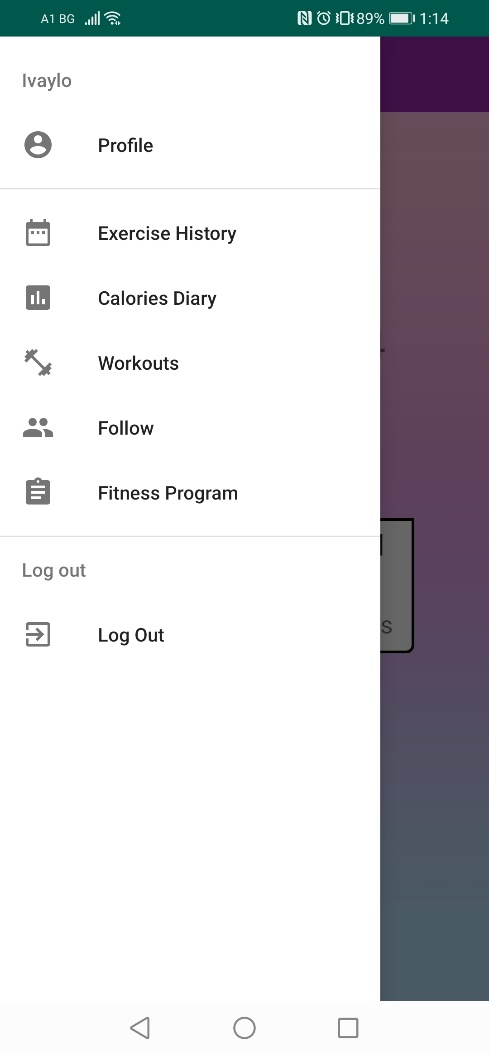 A1 BG 89% 1:14
Ivaylo
Profile
Exercise History
Calories Diary
Workouts
Follow
Fitness Program
s
Log out
Log Out